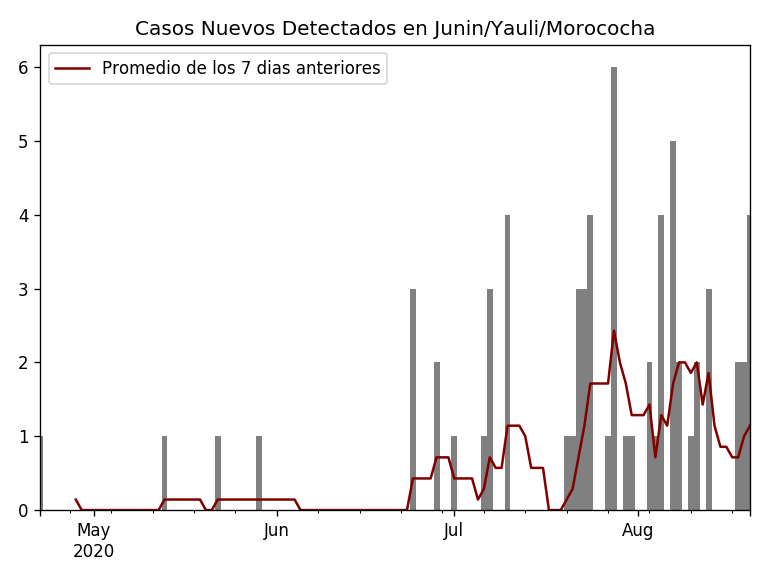 Casos Nuevos Detectados en Junin/Yauli/Morococha
Promedio de los 7 dias anteriores
6
5
4
3
2
1
0
May
2020
Jun
Jul
Aug